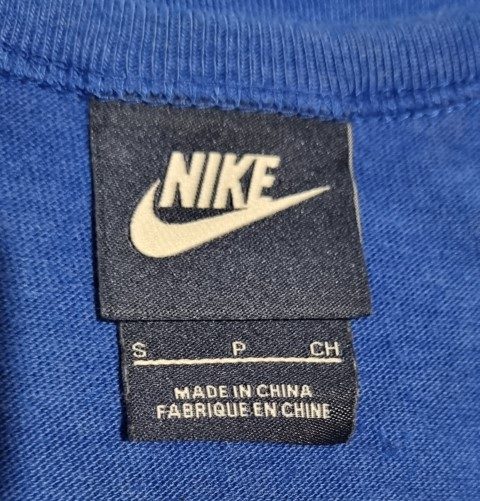 NIKE
S P CH
MADE IN CHINA
FABRIQUE EN CHINE